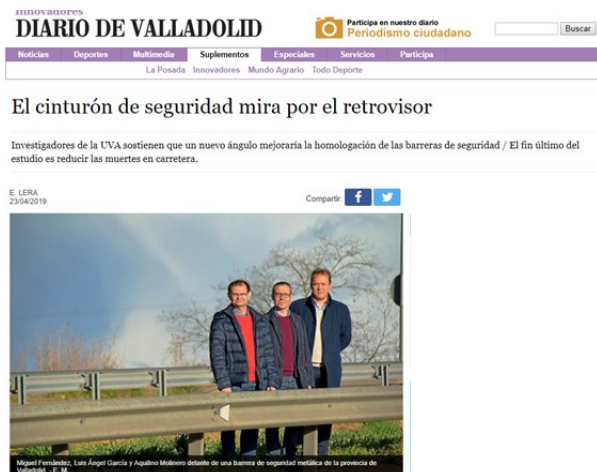 Innovadores
DIARIO DE VALLADOLID
Participa en nuestro diario
Periodismo ciudadano
Buscar
Noticias Deportes Multimedia Suplementos Especiales Servicios Participa
La Posada Innovadores Mundo Agrario Todo Deporte
El cinturón de seguridad mira por el retrovisor
Investigadores de la UVA sostienen que un nuevo ángulo mejoraría la homologación de las barreras de seguridad / El fin último del
estudio es reducir las muertes en carretera.
E. LERA
23/04/2019
Compartir:
Miguel Fernández, Luis Ángel García y Aquilino Molinero delante de una barrera de seguridad metálica de la provincia de
Valladolid. - E. M.